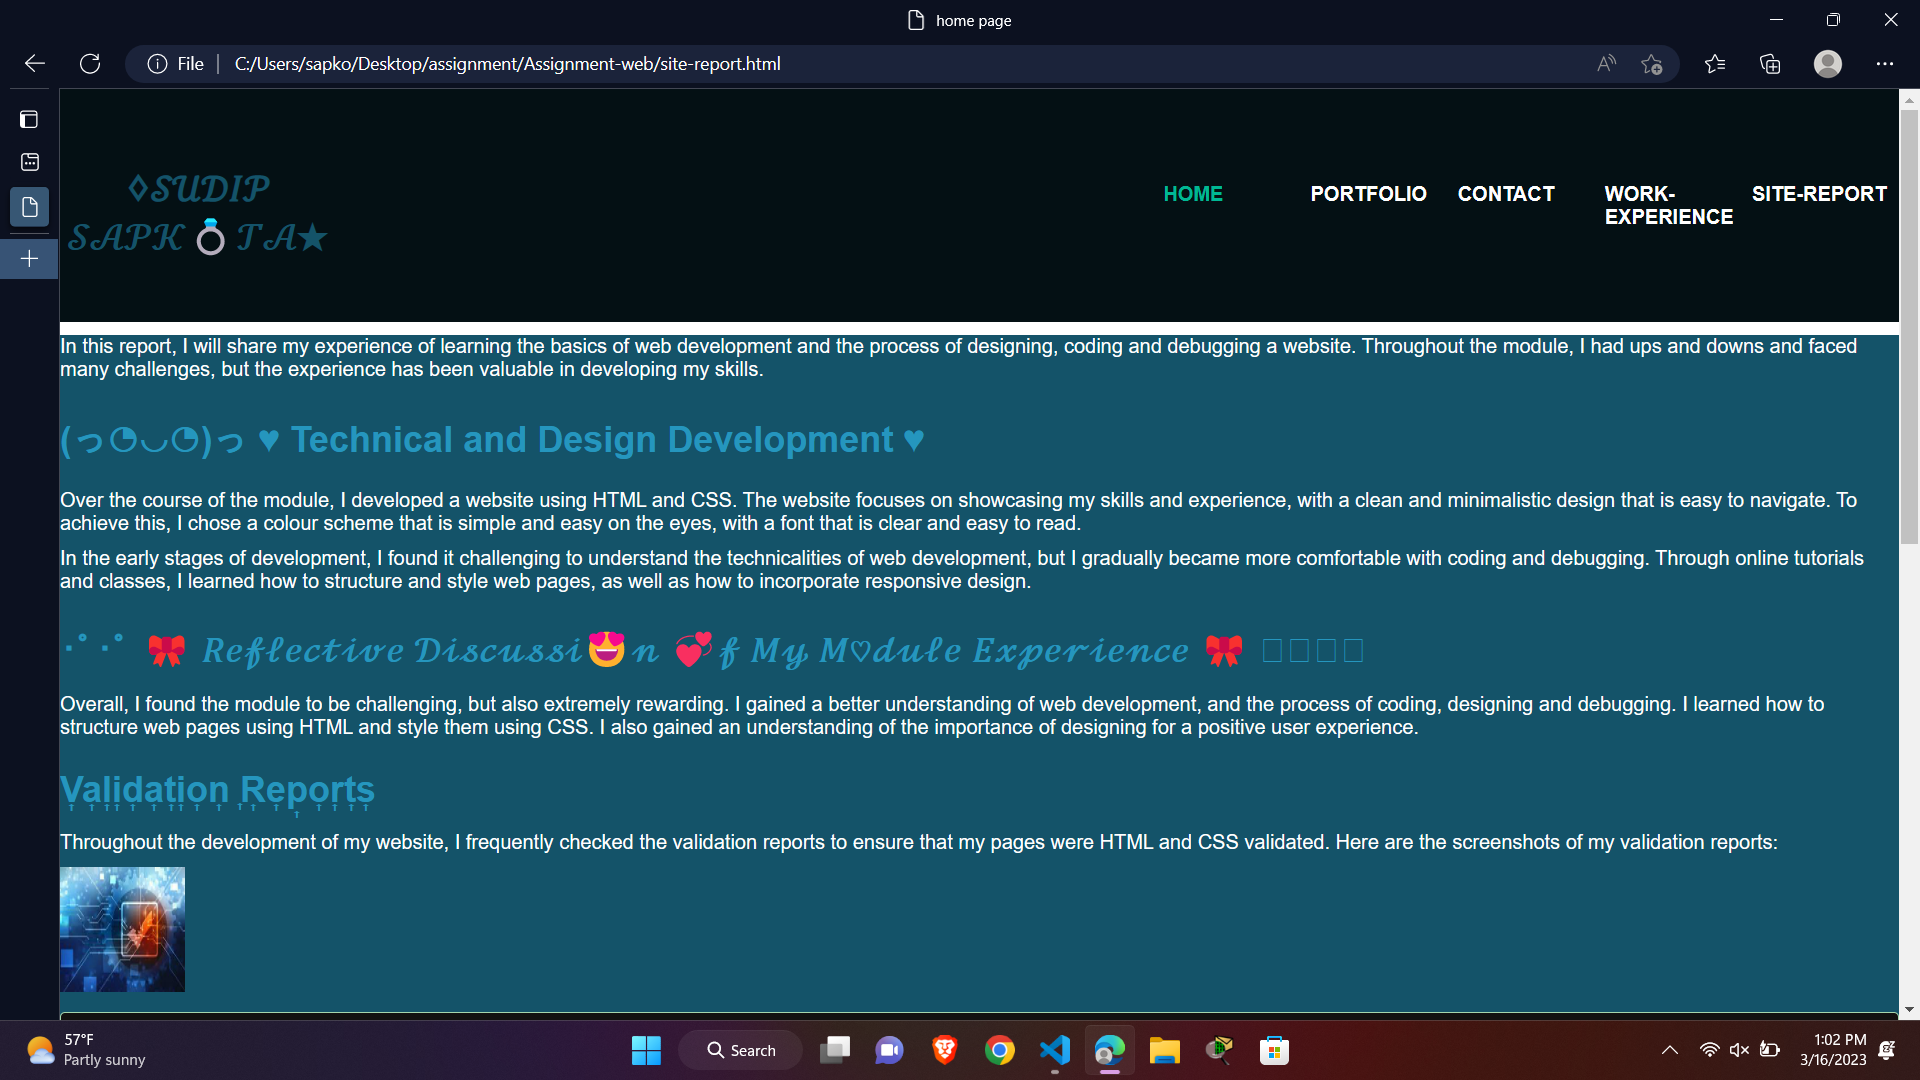 home page
File
C:/Users/sapko/Desktop/assignment/Assignment-web/site-report.html
◊𝓢𝓤𝓓𝓘𝓟
𝓢𝓐𝓟𝓚💍𝓣𝓐★
HOME PORTFOLIO CONTACT WORK- SITE-REPORT
EXPERIENCE
In this report, I will share my experience of learning the basics of web development and the process of designing, coding and debugging a website. Throughout the module, I had ups and downs and faced
many challenges, but the experience has been valuable in developing my skills.
(っ◔◡◔)っ ♥ Technical and Design Development ♥
Over the course of the module, I developed a website using HTML and CSS. The website focuses on showcasing my skills and experience, with a clean and minimalistic design that is easy to navigate. To
achieve this, I chose a colour scheme that is simple and easy on the eyes, with a font that is clear and easy to read.
In the early stages of development, I found it challenging to understand the technicalities of web development, but I gradually became more comfortable with coding and debugging. Through online tutorials
and classes, I learned how to structure and style web pages, as well as how to incorporate responsive design.
·˚ ·˚ 🎀 𝑅𝑒𝒻𝓁𝑒𝒸𝓉𝒾𝓋𝑒 𝒟𝒾𝓈𝒸𝓊𝓈𝓈𝒾😍𝓃 💞𝒻 𝑀𝓎 𝑀♡𝒹𝓊𝓁𝑒 𝐸𝓍𝓅𝑒𝓇𝒾𝑒𝓃𝒸𝑒 🎀
Overall, I found the module to be challenging, but also extremely rewarding. I gained a better understanding of web development, and the process of coding, designing and debugging. I learned how to
structure web pages using HTML and style them using CSS. I also gained an understanding of the importance of designing for a positive user experience.
Validation Reports
Throughout the development of my website, I frequently checked the validation reports to ensure that my pages were HTML and CSS validated. Here are the screenshots of my validation reports:
57°F
Partly sunny
Search
1:02 PM
3/16/2023